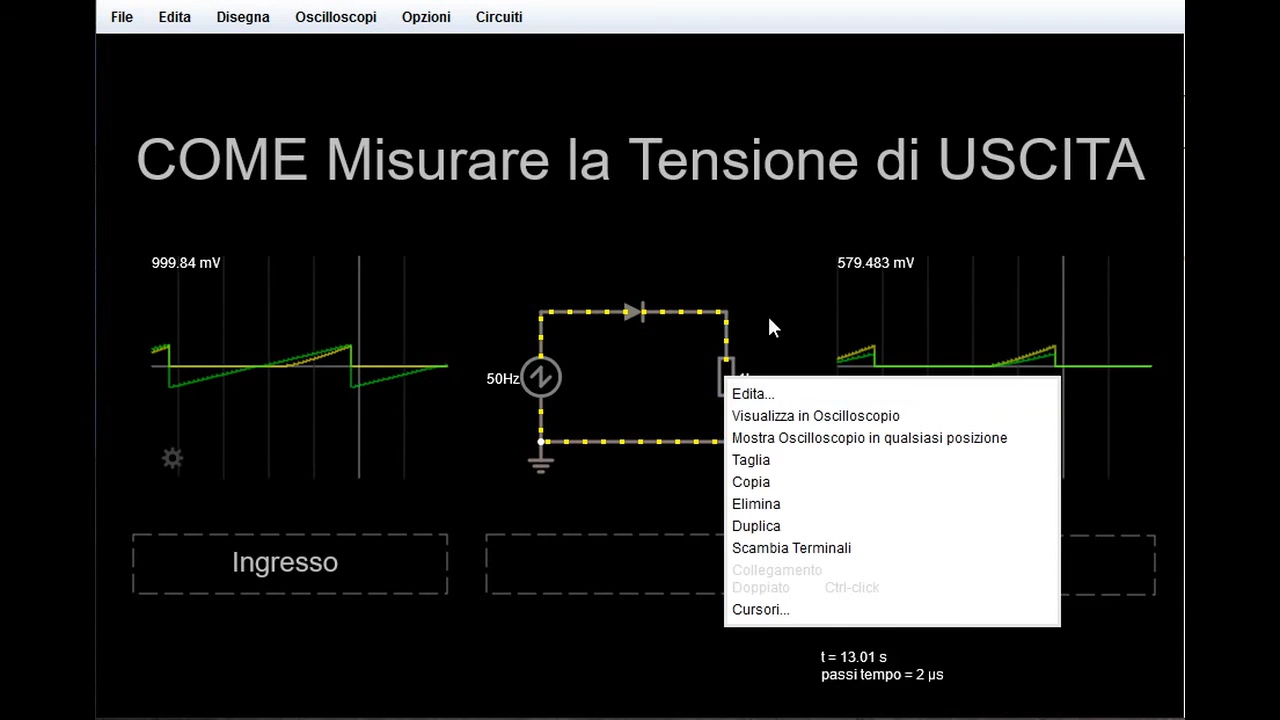 File Edita Disegna Oscilloscopi Opzioni Circuiti
COME Misurare la Tensione di USCITA
999.84 mV
579.483 mV
50Hz
Edita...
Visualizza in Oscilloscopio
Mostra Oscilloscopio in qualsiasi posizione
Taglia
Copia
Elimina
Duplica
Scambia Terminali
Collegamento
Doppiato Ctrl-click
Cursori...
Ingresso
t = 13.01 s
passi tempo = 2 µs